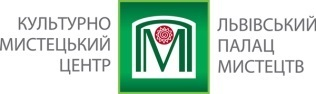 КУЛЬТУРНО
МИСТЕЦЬКИЙ
ЦЕНТР
ЛЬВІВСЬКИЙ
ПАЛАЦ
МИСТЕЦТВ